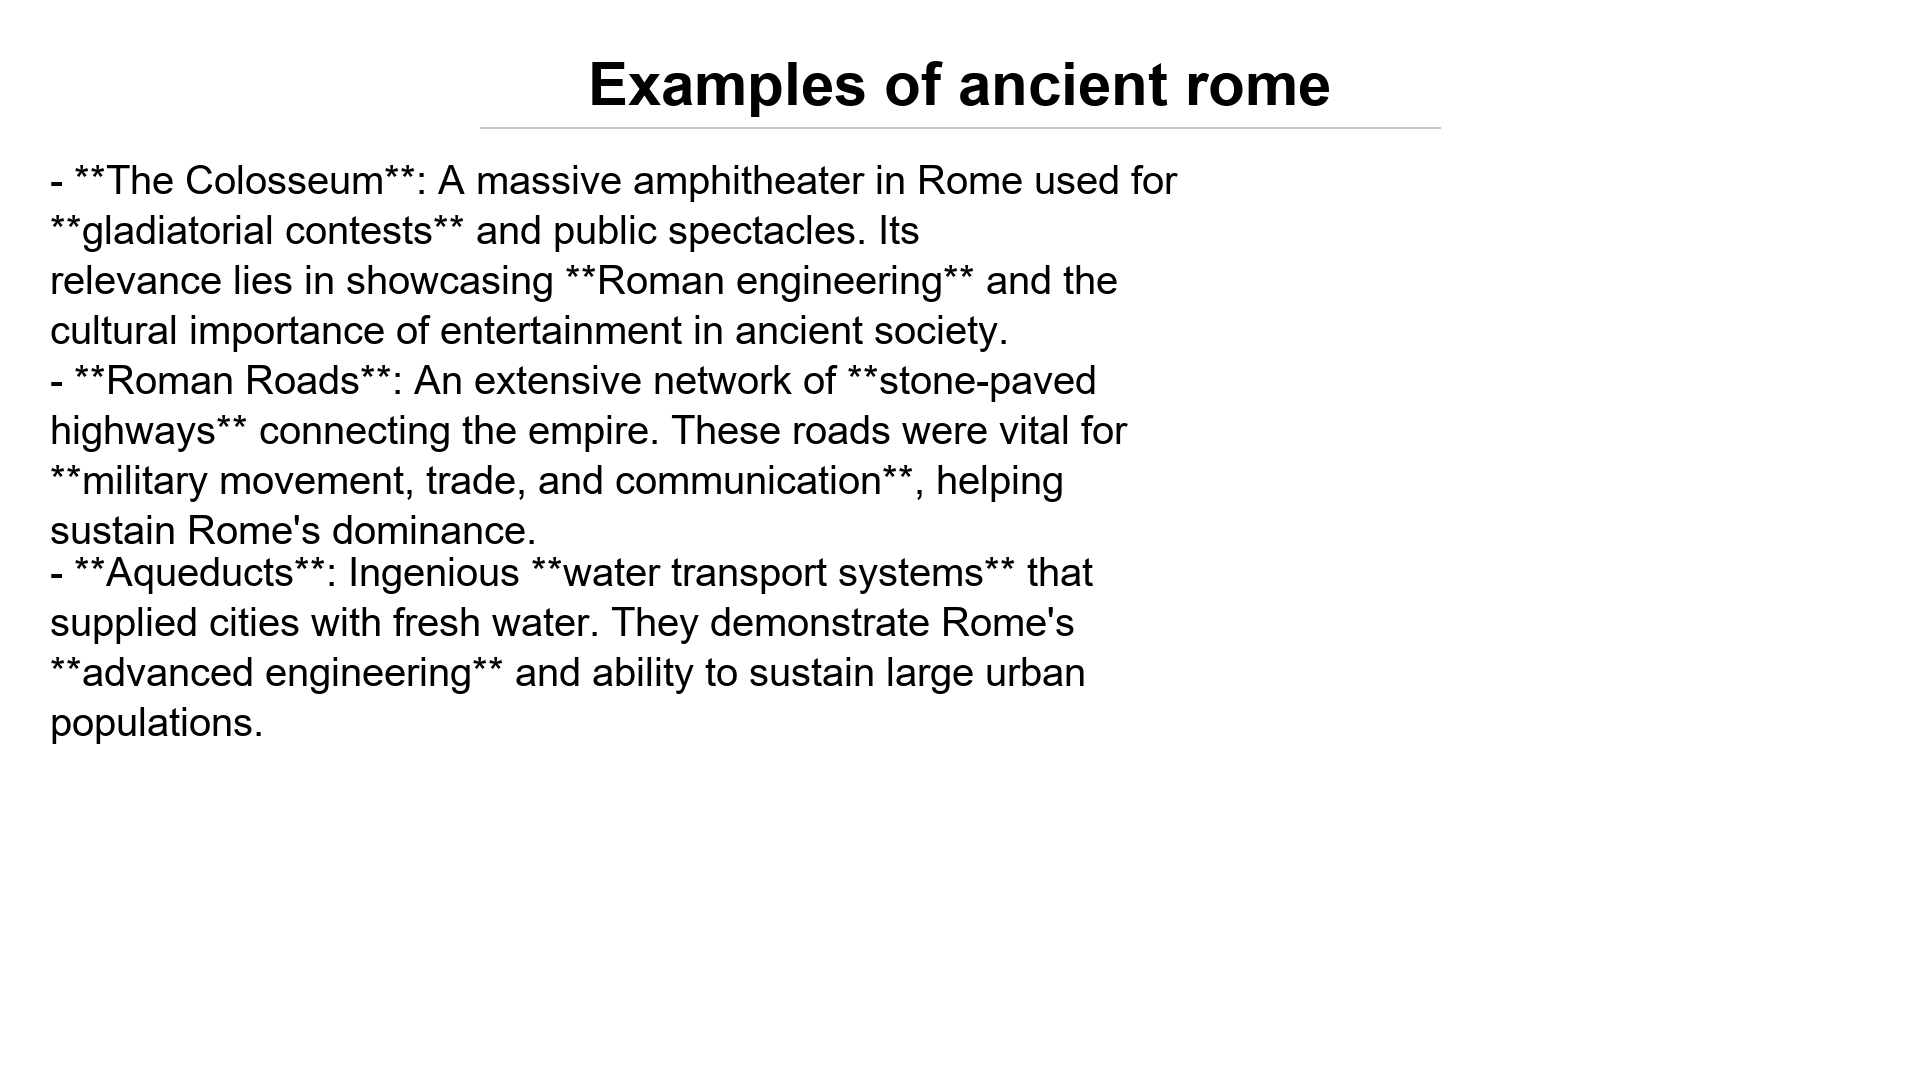 Examples of ancient rome
- **The Colosseum**: A massive amphitheater in Rome used for
**gladiatorial contests** and public spectacles. Its
relevance lies in showcasing **Roman engineering** and the
cultural importance of entertainment in ancient society.
- **Roman Roads**: An extensive network of **stone-paved
highways** connecting the empire. These roads were vital for
**military movement, trade, and communication**, helping
sustain Rome's dominance.
- **Aqueducts**: Ingenious **water transport systems** that
supplied cities with fresh water. They demonstrate Rome's
**advanced engineering** and ability to sustain large urban
populations.